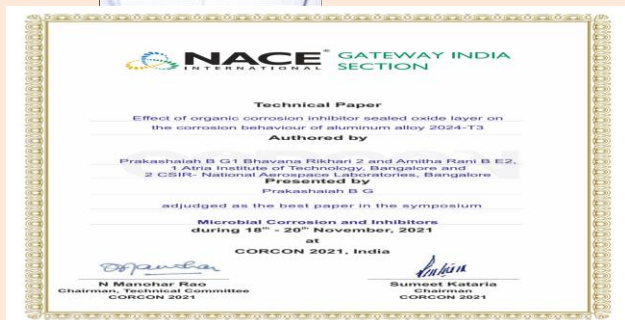 NACE® GATEWAY INDIA
INTERNATIONAL SECTION
Technical Paper
Effect of organic corrosion inhibitor sealed oxide layer on
the corrosion behaviour of aluminum alloy 2024-T3
Authored by
Prakashaiah B G1 Bhavana Rikhari 2 and Amitha Rani B E2,
1 Atria Institute of Technology, Bangalore and
2 CSIR- National Aerospace Laboratories, Bangalore
Presented by
Prakashaiah B G
adjudged as the best paper in the symposium
Microbial Corrosion and Inhibitors
during 18th - 20th November, 2021
at
CORCON 2021, India
N Manohar Rao
Chairman, Technical Committee
CORCON 2021
Sumeet Kataria
Chairman
CORCON 2021